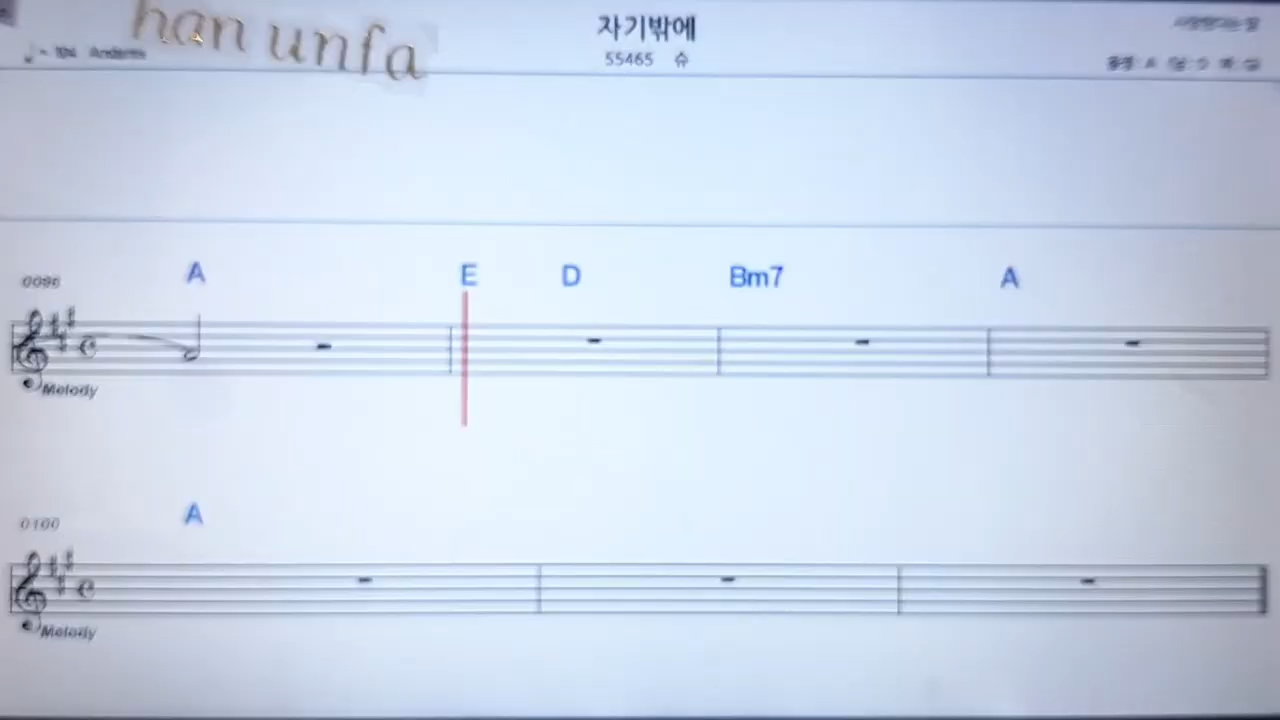 han unfa
자기밖에
55465 슈
0096 A E D Bm7 A
Melody
0100 A
Melody